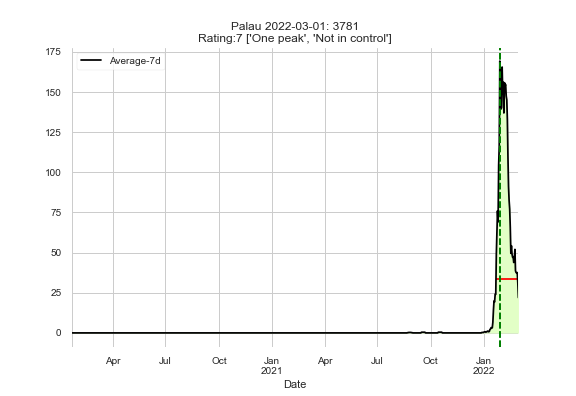 Palau 2022-03-01: 3781
Rating:7 ['One peak', 'Not in control']
175
150
125
100
75
50
25
0
Average-7d
Apr Jul Oct Jan Apr Jul Oct Jan
2021 2022
Date